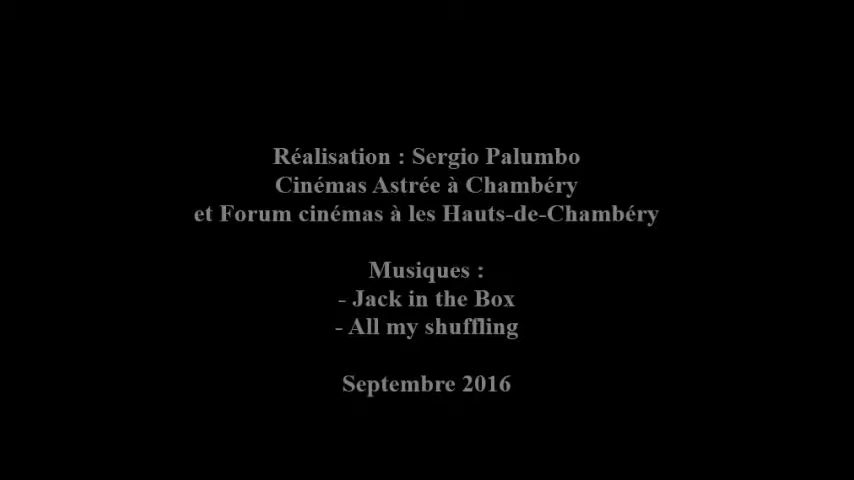 Réalisation : Sergio Palumbo
Cinémas Astrée à Chambéry
et Forum cinémas à les Hauts-de-Chambéry
Musiques :
- Jack in the Box
- All my shuffling
Septembre 2016